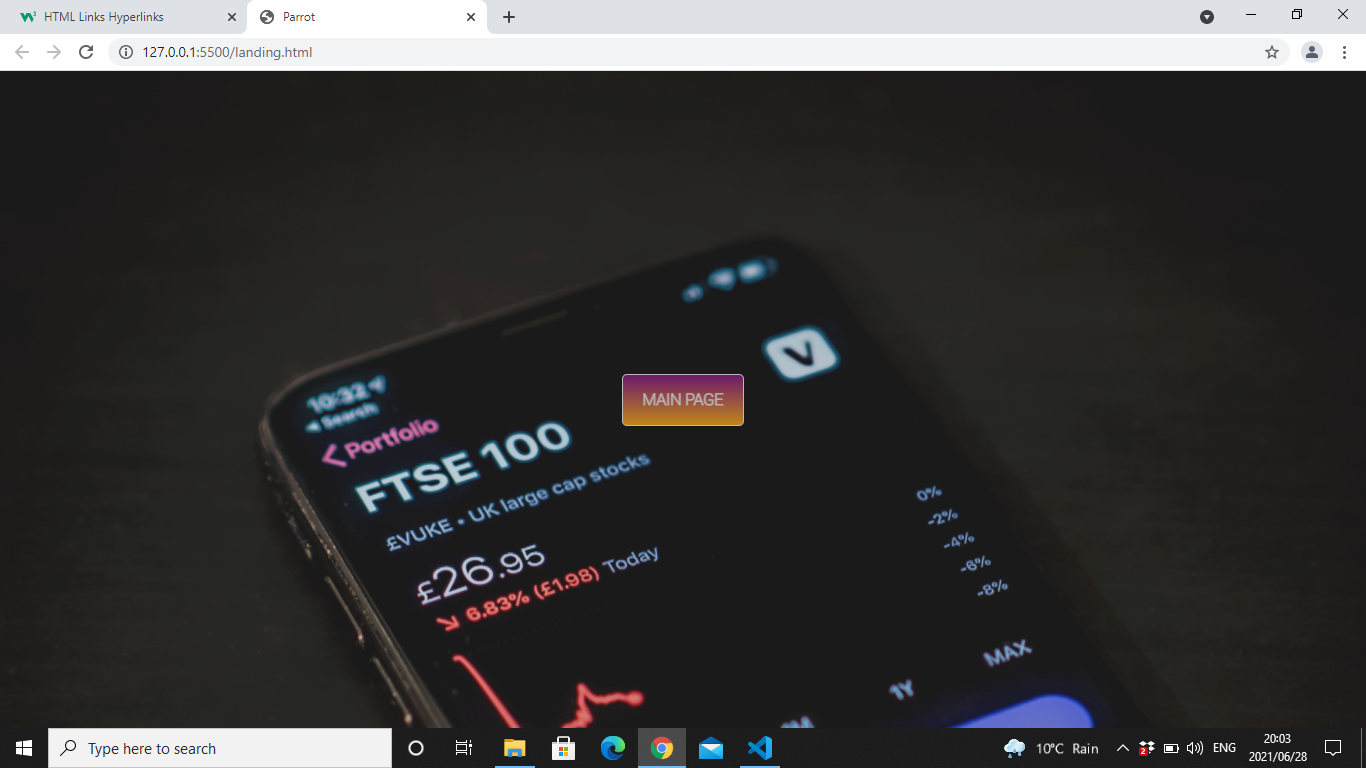 HTML Links Hyperlinks
Parrot
127.0.0.1:5500/landing.html
10:32
Search
Portfolio
FTSE 100
£VUKE • UK large cap stocks
£26.95
6.83% (£1.98) Today
V
MAIN PAGE
0%
-2%
-4%
-6%
-8%
1Y
MAX
Type here to search
2
10°C Rain
ENG
20:03
2021/06/28